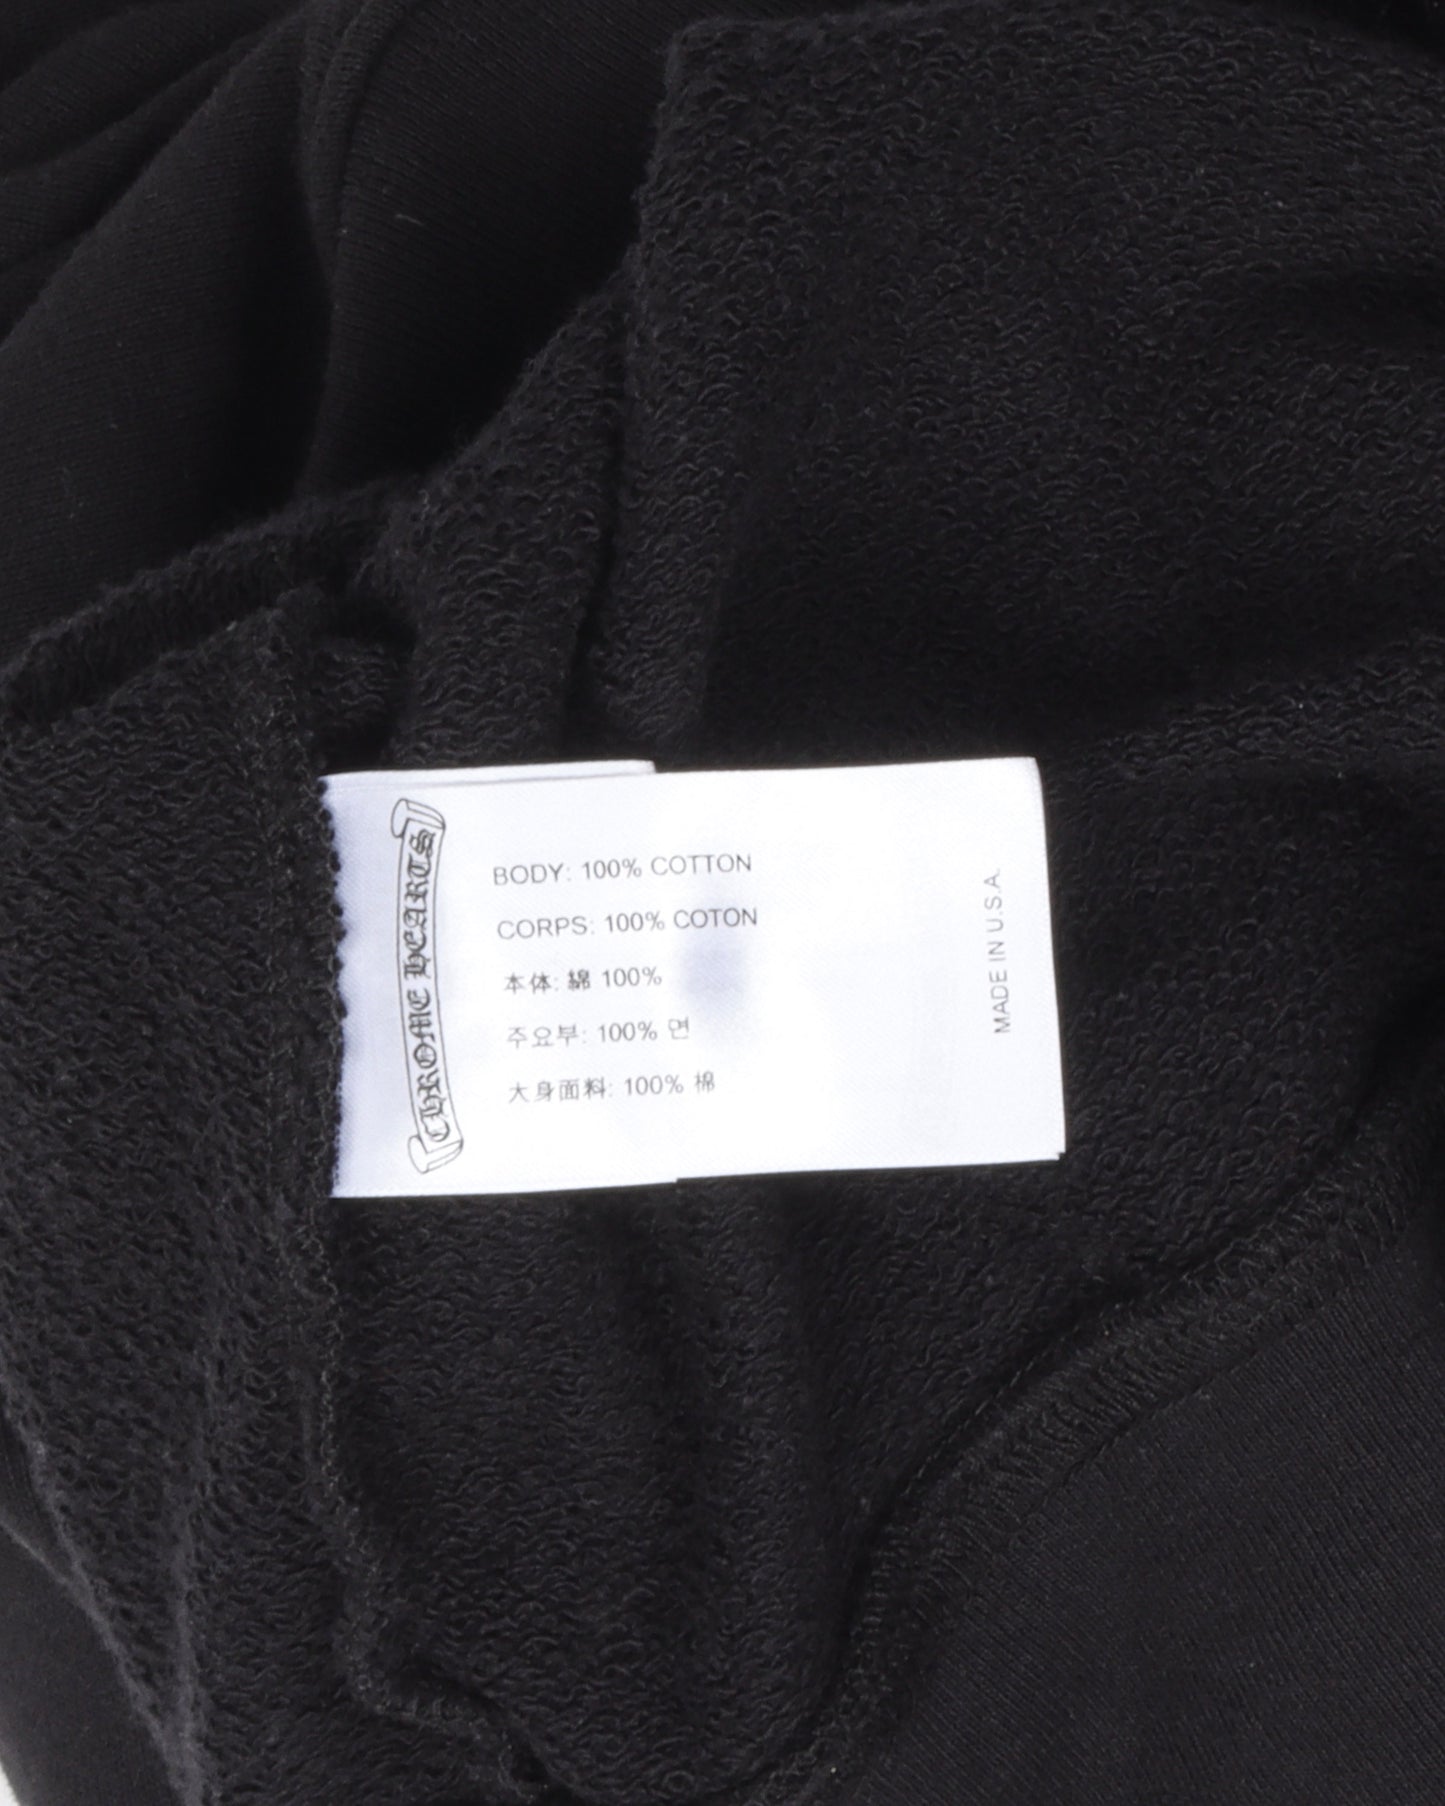 CHROME HEARTS
BODY: 100% COTTON
CORPS: 100% COTON
本体: 綿 100%
주요부: 100% 면
大身面料: 100% 棉
MADE IN U.S.A.